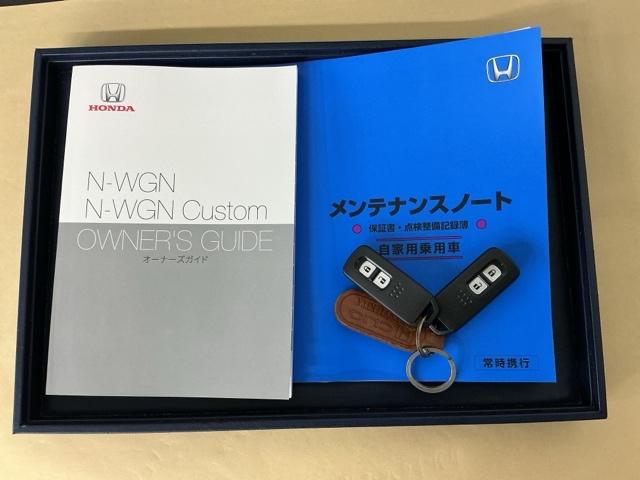 HONDA
N-WGN
N-WGN Custom
OWNER'S GUIDE
オーナーズガイド
メンテナンスノート
保証書・点検整備記録簿
自家用乗用車
常時携行